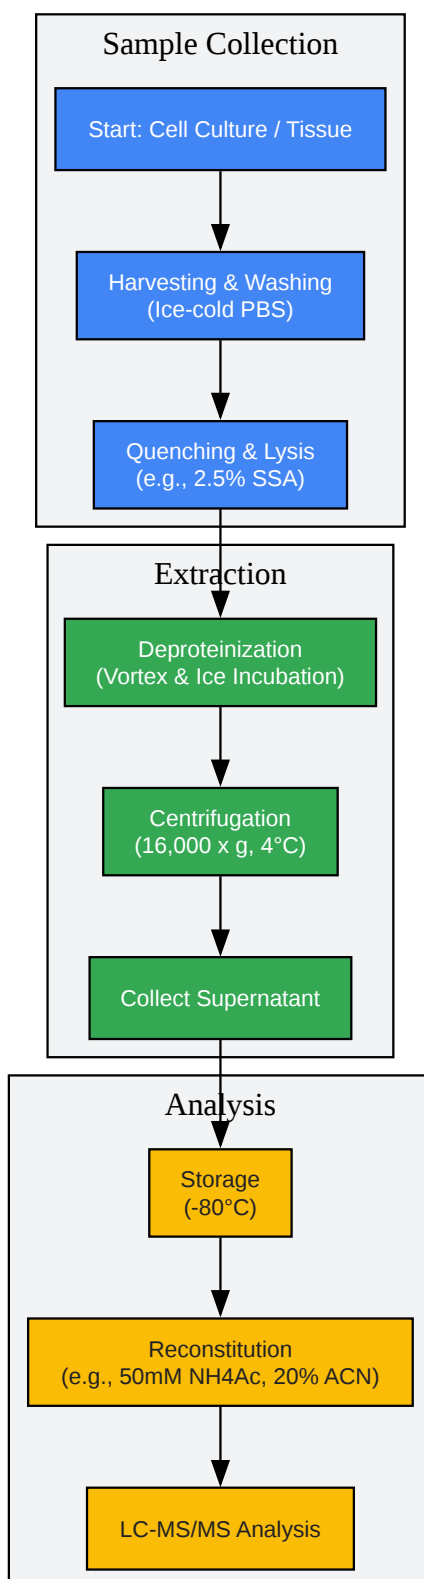 Sample Collection
Start: Cell Culture / Tissue
Harvesting & Washing
(Ice-cold PBS)
Quenching & Lysis
(e.g., 2.5% SSA)
Extraction
Deproteinization
(Vortex & Ice Incubation)
Centrifugation
(16,000 x g, 4°C)
Collect Supernatant
Analysis
Storage
(-80°C)
Reconstitution
(e.g., 50mM NH4Ac, 20% ACN)
LC-MS/MS Analysis